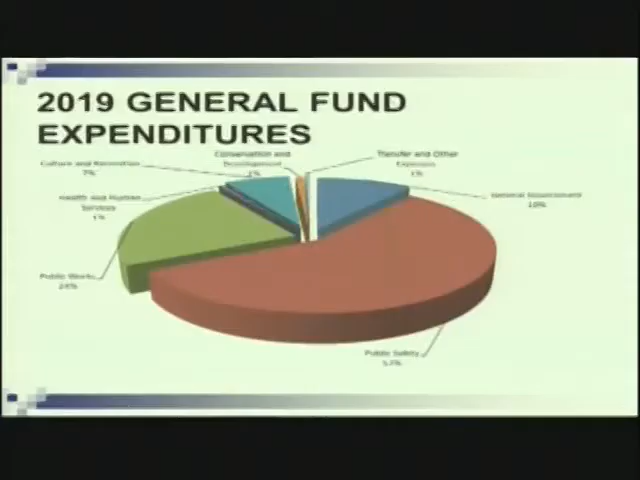 2019 GENERAL FUND
EXPENDITURES
Culture and Recreation
7%
Conservation and
Development
1%
Transfer and Other
Expenses
1%
Health and Human
Services
1%
General Government
10%
Public Works
24%
Public Safety
57%